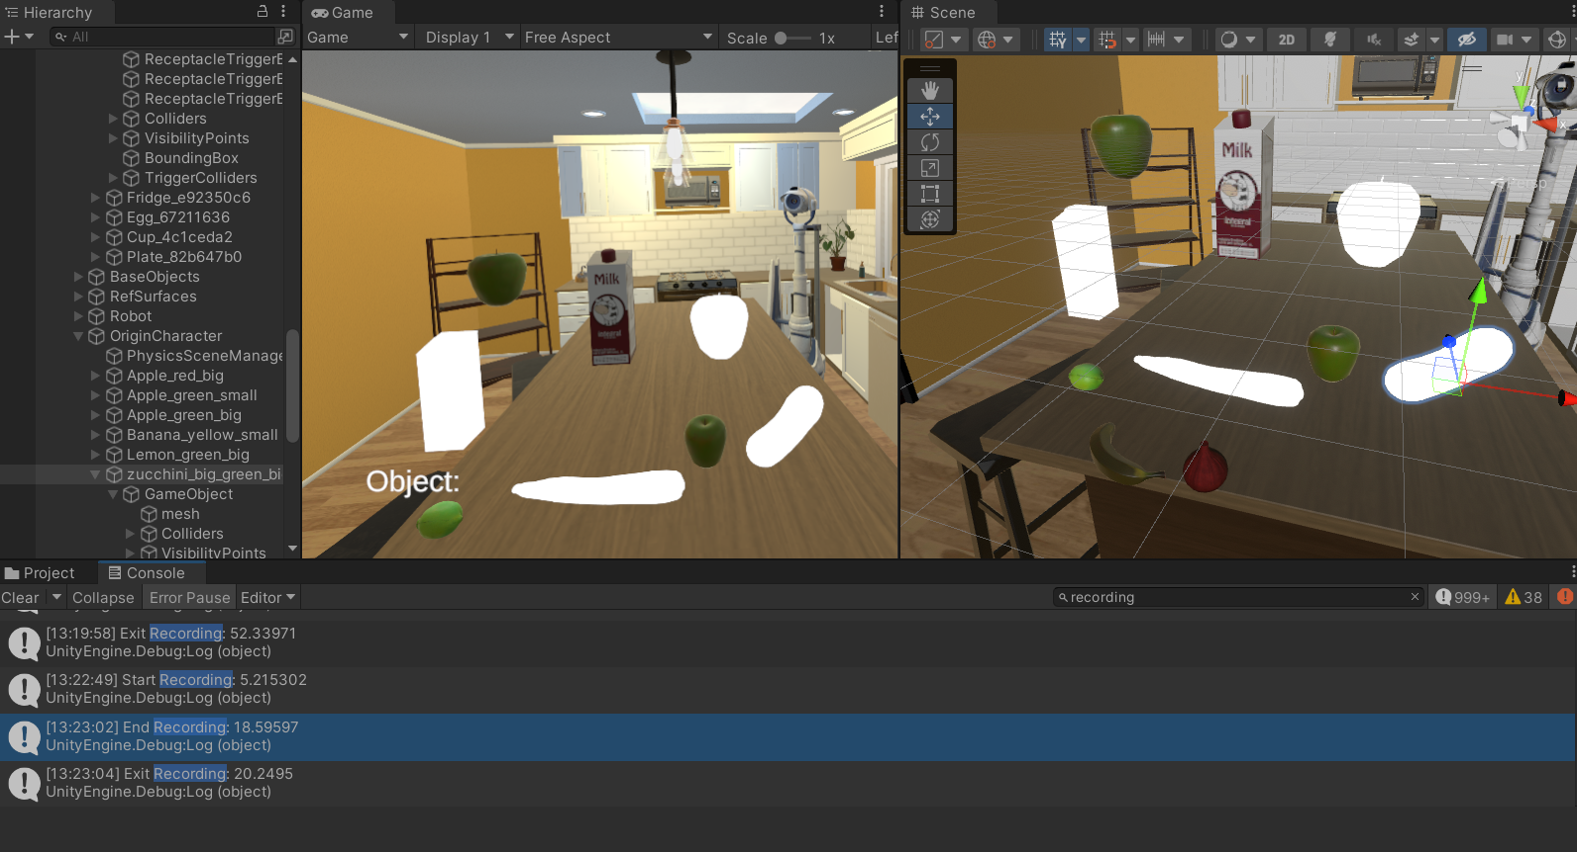 Hierarchy
All
ReceptacleTriggerE
ReceptacleTriggerE
ReceptacleTriggerE
Colliders
VisibilityPoints
BoundingBox
TriggerColliders
Fridge_e92350c6
Egg_67211636
Cup_4c1ceda2
Plate_82b647b0
BaseObjects
RefSurfaces
Robot
OriginCharacter
PhysicsSceneManage
Apple_red_big
Apple_green_small
Apple_green_big
Banana_yellow_small
Lemon_green_big
zucchini_big_green_bi
GameObject
mesh
Colliders
VisibilityPoints
Game
Game Display 1 Free Aspect Scale 1x Lef
Milk
Object:
Scene
2D
y
x
Persp
Milk
Project Console
Clear Collapse Error Pause Editor recording 999+ 38
[13:19:58] Exit Recording: 52.33971
UnityEngine.Debug:Log (object)
[13:22:49] Start Recording: 5.215302
UnityEngine.Debug:Log (object)
[13:23:02] End Recording: 18.59597
UnityEngine.Debug:Log (object)
[13:23:04] Exit Recording: 20.2495
UnityEngine.Debug:Log (object)